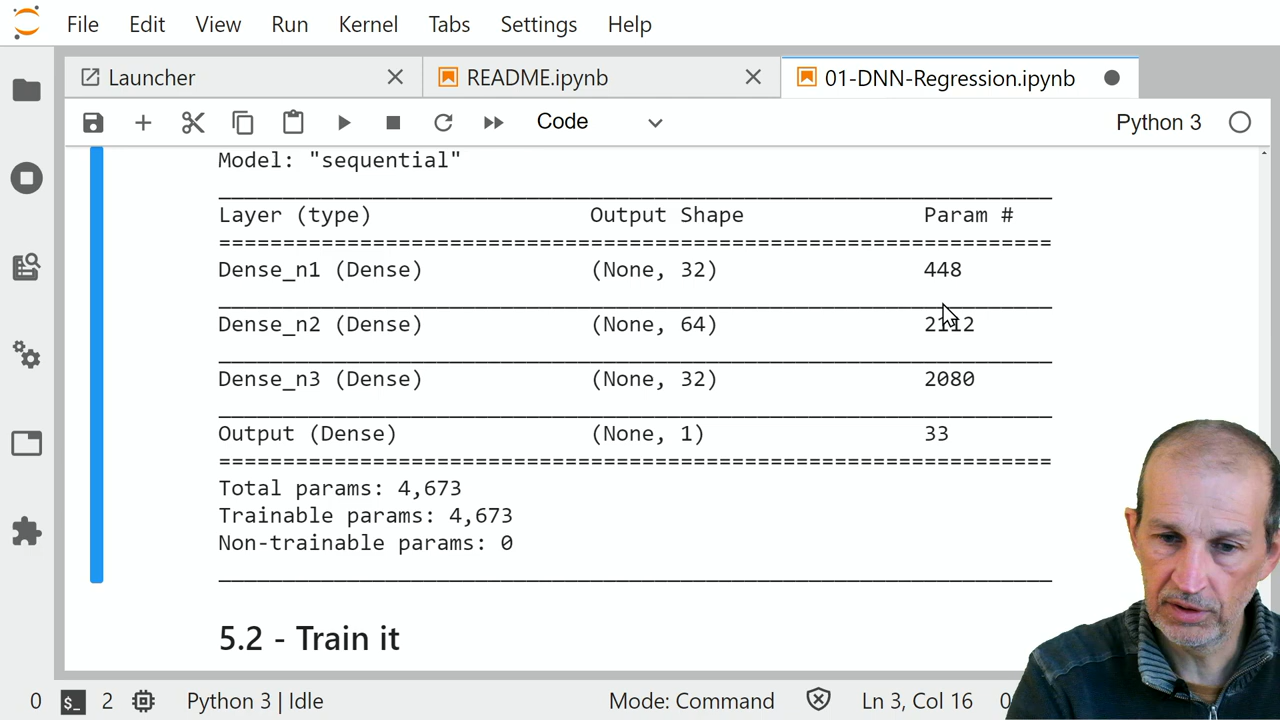 File Edit View Run Kernel Tabs Settings Help
Launcher README.ipynb 01-DNN-Regression.ipynb
Code Python 3
Model: "sequential"
Layer (type) Output Shape Param #
Dense_n1 (Dense) (None, 32) 448
Dense_n2 (Dense) (None, 64) 2112
Dense_n3 (Dense) (None, 32) 2080
Output (Dense) (None, 1) 33
Total params: 4,673
Trainable params: 4,673
Non-trainable params: 0
5.2 - Train it
0 $_ 2 Python 3 | Idle Mode: Command Ln 3, Col 16